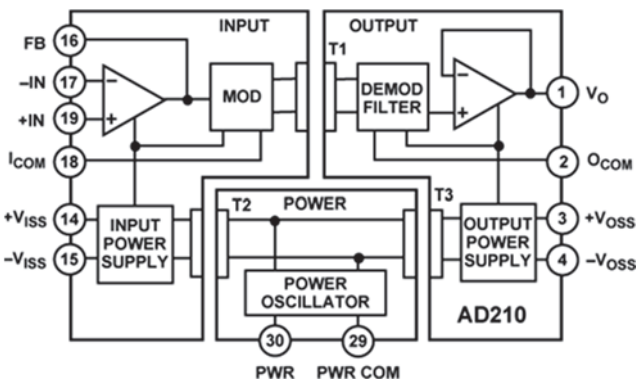 INPUT
OUTPUT
FB
16
–IN
17
+IN
19
ICOM
18
+VISS
14
–VISS
15
MOD
T1
DEMOD
FILTER
1
VO
2
OCOM
3
+VOSS
4
–VOSS
INPUT
POWER
SUPPLY
T2
POWER
T3
OUTPUT
POWER
SUPPLY
POWER
OSCILLATOR
AD210
30
29
PWR
PWR COM
–
+
–
+